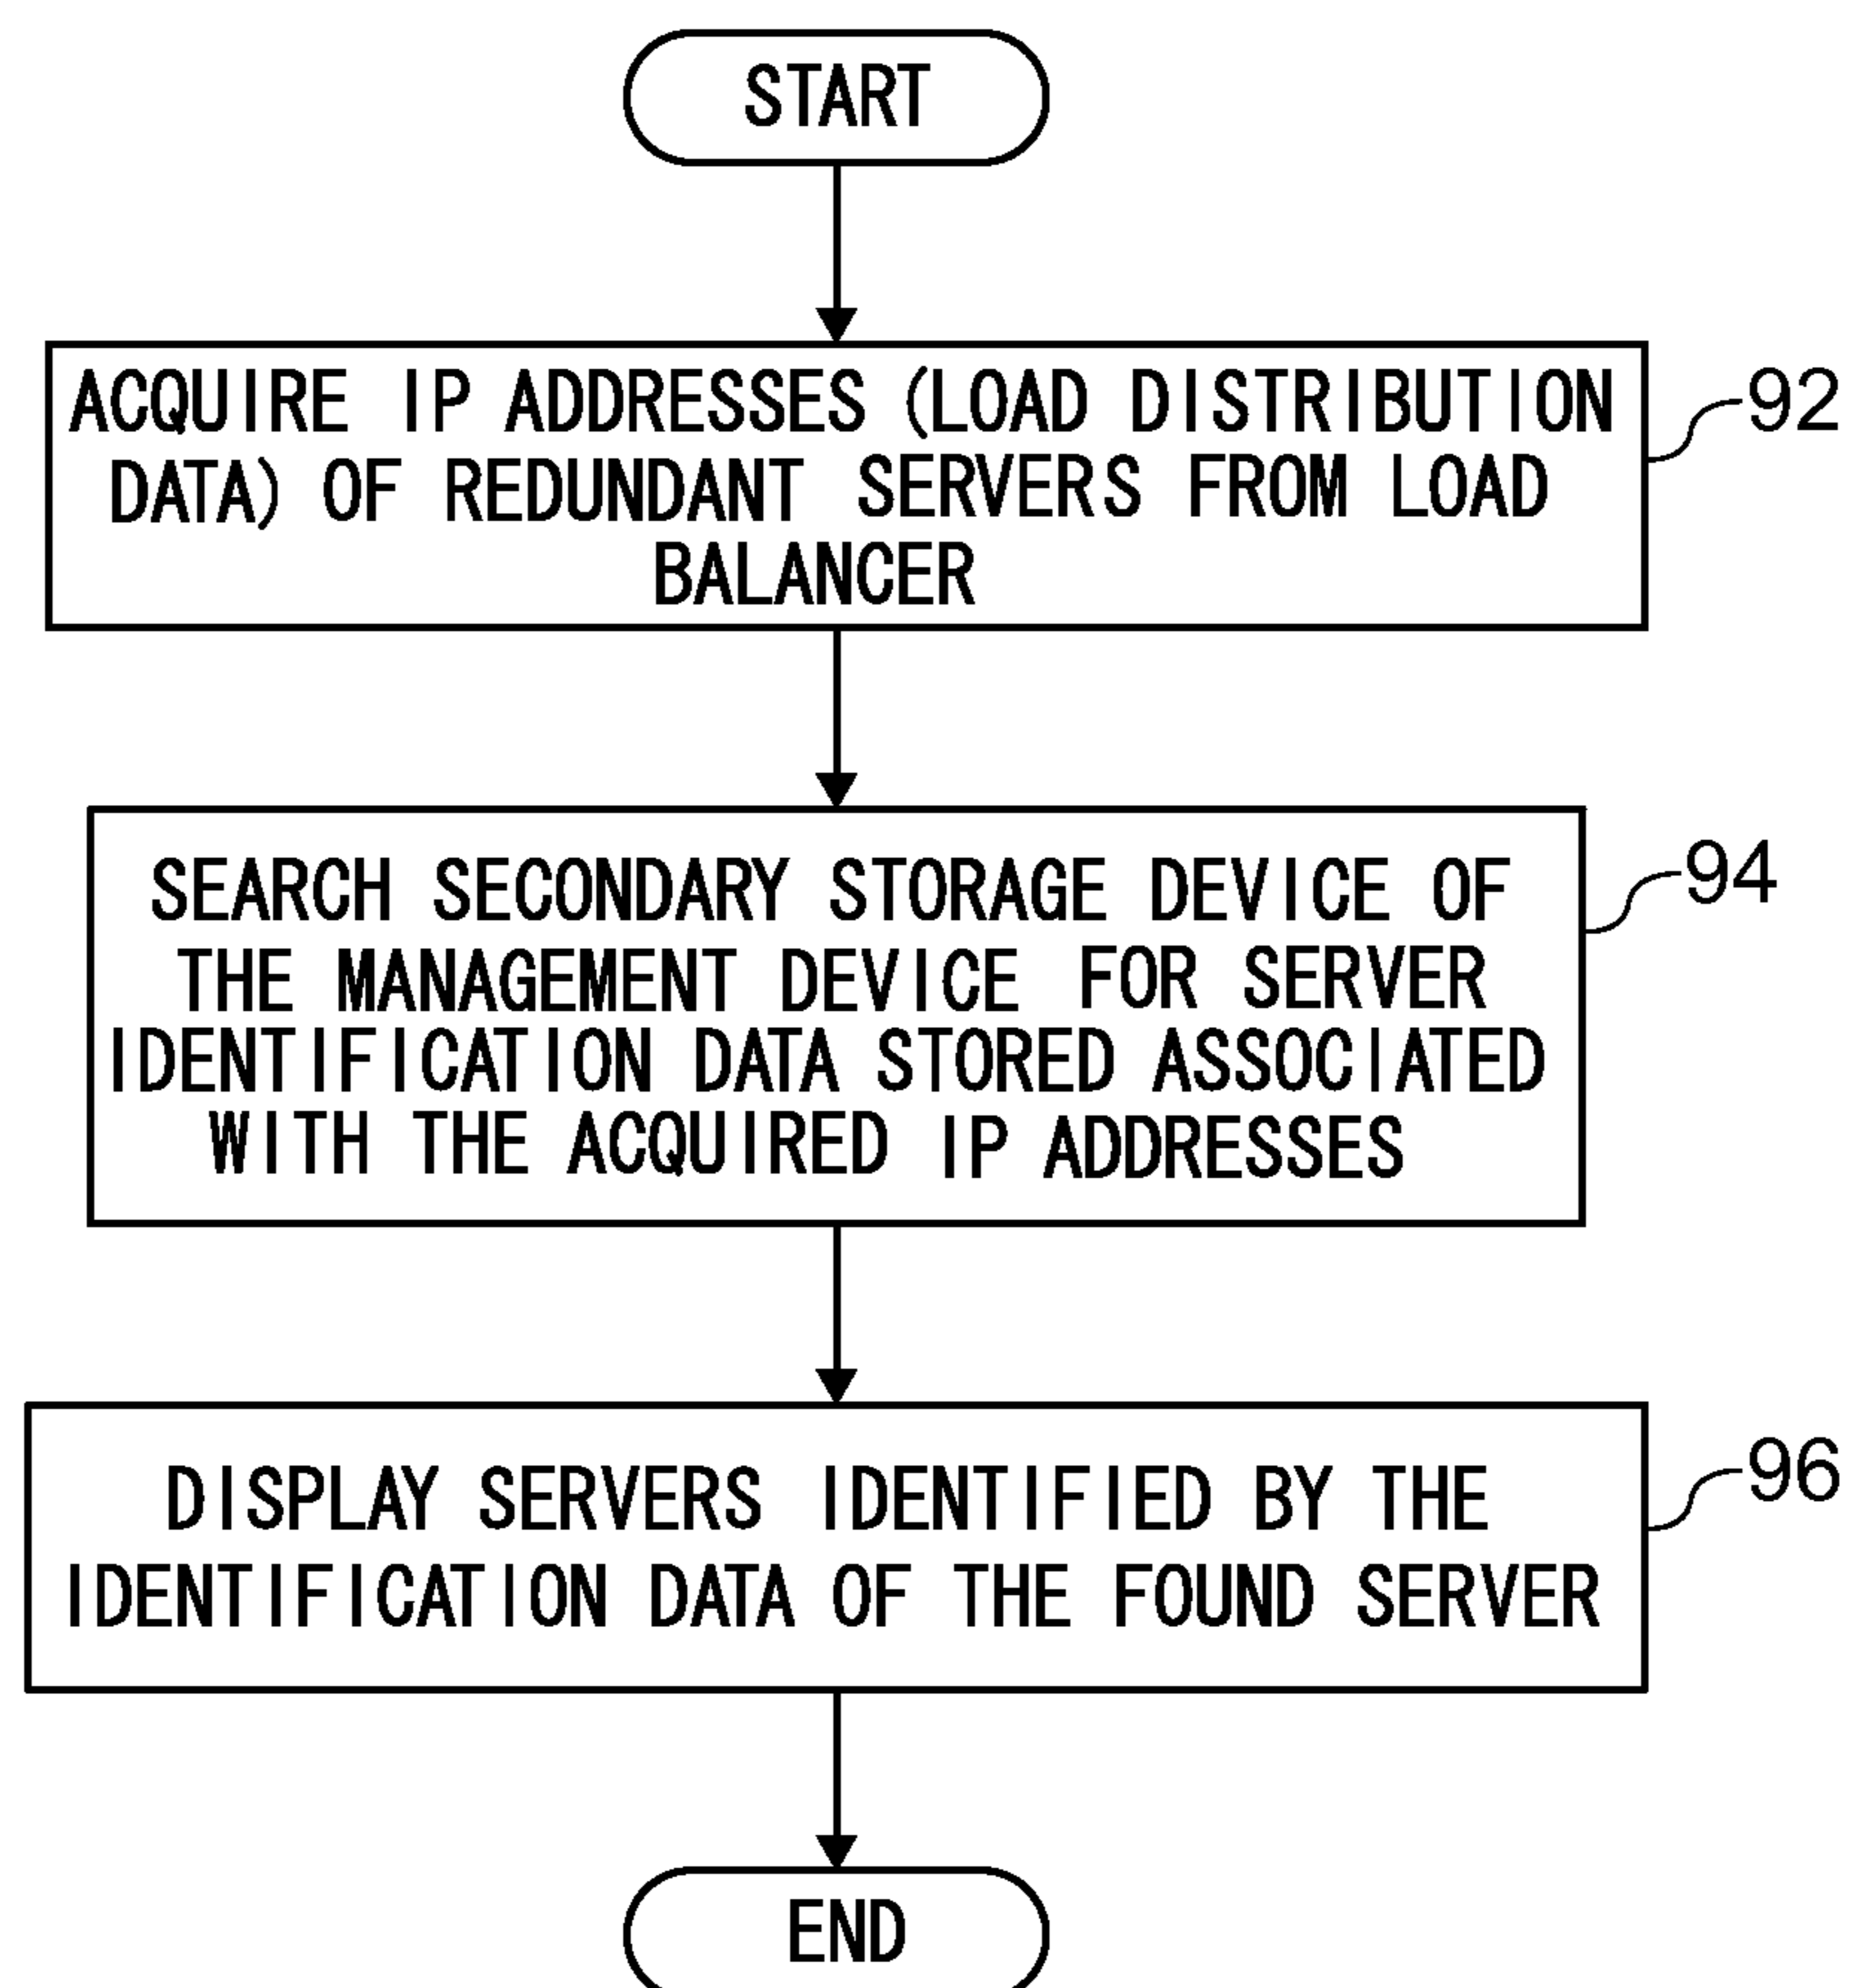 START
ACQUIRE IP ADDRESSES (LOAD DISTRIBUTION
DATA) OF REDUNDANT SERVERS FROM LOAD
BALANCER
92
SEARCH SECONDARY STORAGE DEVICE OF
THE MANAGEMENT DEVICE FOR SERVER
IDENTIFICATION DATA STORED ASSOCIATED
WITH THE ACQUIRED IP ADDRESSES
94
DISPLAY SERVERS IDENTIFIED BY THE
IDENTIFICATION DATA OF THE FOUND SERVER
96
END